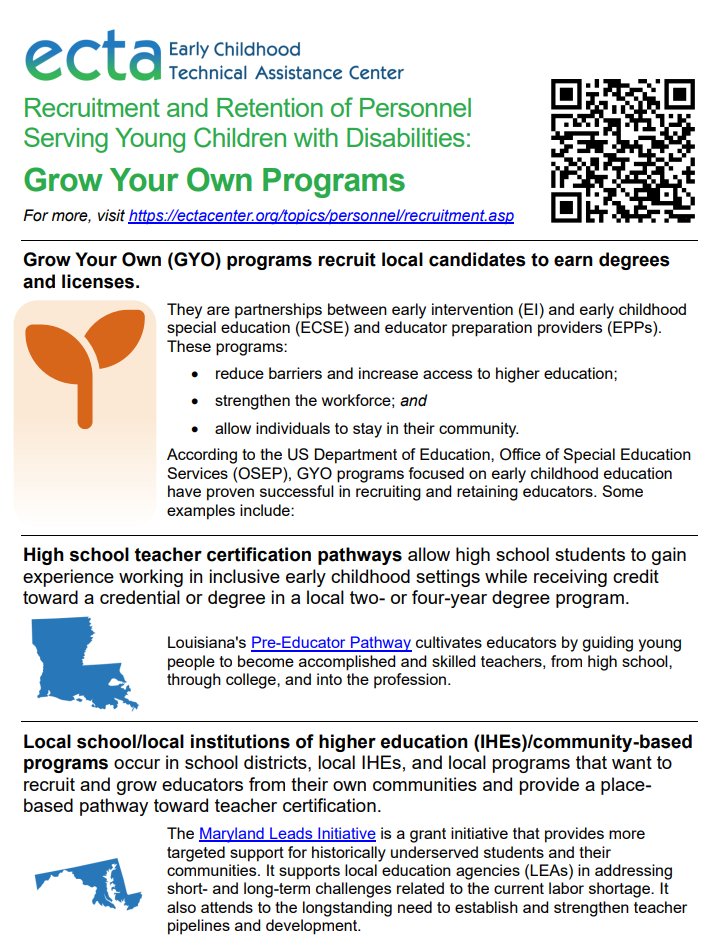 ecta Early Childhood
Technical Assistance Center
Recruitment and Retention of Personnel
Serving Young Children with Disabilities:
Grow Your Own Programs
For more, visit https://ectacenter.org/topics/personnel/recruitment.asp
Grow Your Own (GYO) programs recruit local candidates to earn degrees
and licenses.
They are partnerships between early intervention (EI) and early childhood
special education (ECSE) and educator preparation providers (EPPs).
These programs:
• reduce barriers and increase access to higher education;
• strengthen the workforce; and
• allow individuals to stay in their community.
According to the US Department of Education, Office of Special Education
Services (OSEP), GYO programs focused on early childhood education
have proven successful in recruiting and retaining educators. Some
examples include:
High school teacher certification pathways allow high school students to gain
experience working in inclusive early childhood settings while receiving credit
toward a credential or degree in a local two- or four-year degree program.
Louisiana's Pre-Educator Pathway cultivates educators by guiding young
people to become accomplished and skilled teachers, from high school,
through college, and into the profession.
Local school/local institutions of higher education (IHEs)/community-based
programs occur in school districts, local IHEs, and local programs that want to
recruit and grow educators from their own communities and provide a place-
based pathway toward teacher certification.
The Maryland Leads Initiative is a grant initiative that provides more
targeted support for historically underserved students and their
communities. It supports local education agencies (LEAs) in addressing
short- and long-term challenges related to the current labor shortage. It
also attends to the longstanding need to establish and strengthen teacher
pipelines and development.